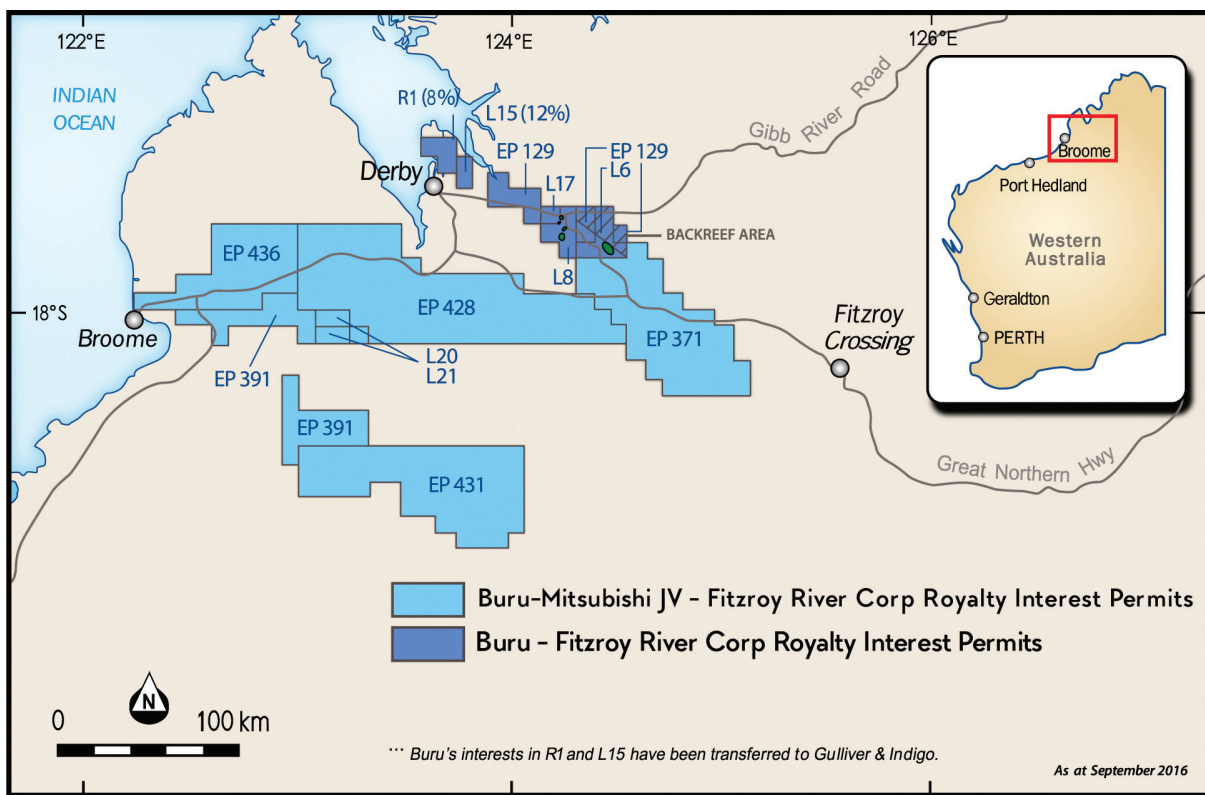 122°E
124°E
126°E
INDIAN
OCEAN
R1 (8%)
L15 (12%)
EP 129
EP 129
L6
L17
Gibb River Road
Derby
BACKREEF AREA
L8
EP 436
EP 428
EP 371
18°S
Broome
EP 391
L20
L21
Fitzroy
Crossing
EP 391
EP 431
Great Northern Hwy
Broome
Port Hedland
Western
Australia
Geraldton
PERTH
Buru-Mitsubishi JV - Fitzroy River Corp Royalty Interest Permits
Buru - Fitzroy River Corp Royalty Interest Permits
N
0 100 km
... Buru's interests in R1 and L15 have been transferred to Gulliver & Indigo.
As at September 2016